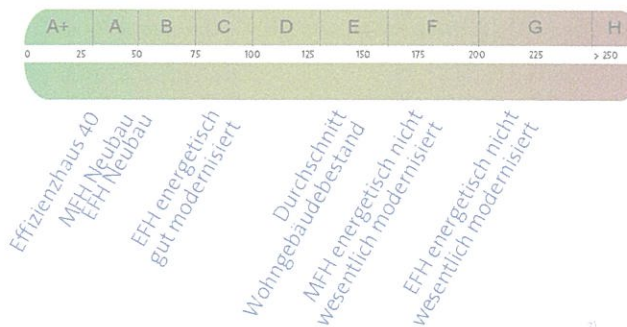 A+ A B C D E F G H
0 25 50 75 100 125 150 175 200 225 > 250
Effizienzhaus 40
MFH Neubau
EFH Neubau
EFH energetisch
gut modernisiert
Durchschnitt
Wohngebäudebestand
MFH energetisch nicht
wesentlich modernisiert
EFH energetisch nicht
wesentlich modernisiert